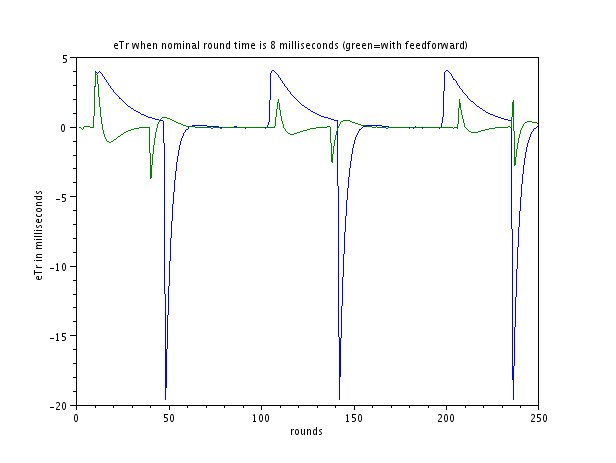 eTr when nominal round time is 8 milliseconds (green=with feedforward)
5
0
-5
-10
-15
-20
eTr in milliseconds
0 50 100 150 200 250
rounds